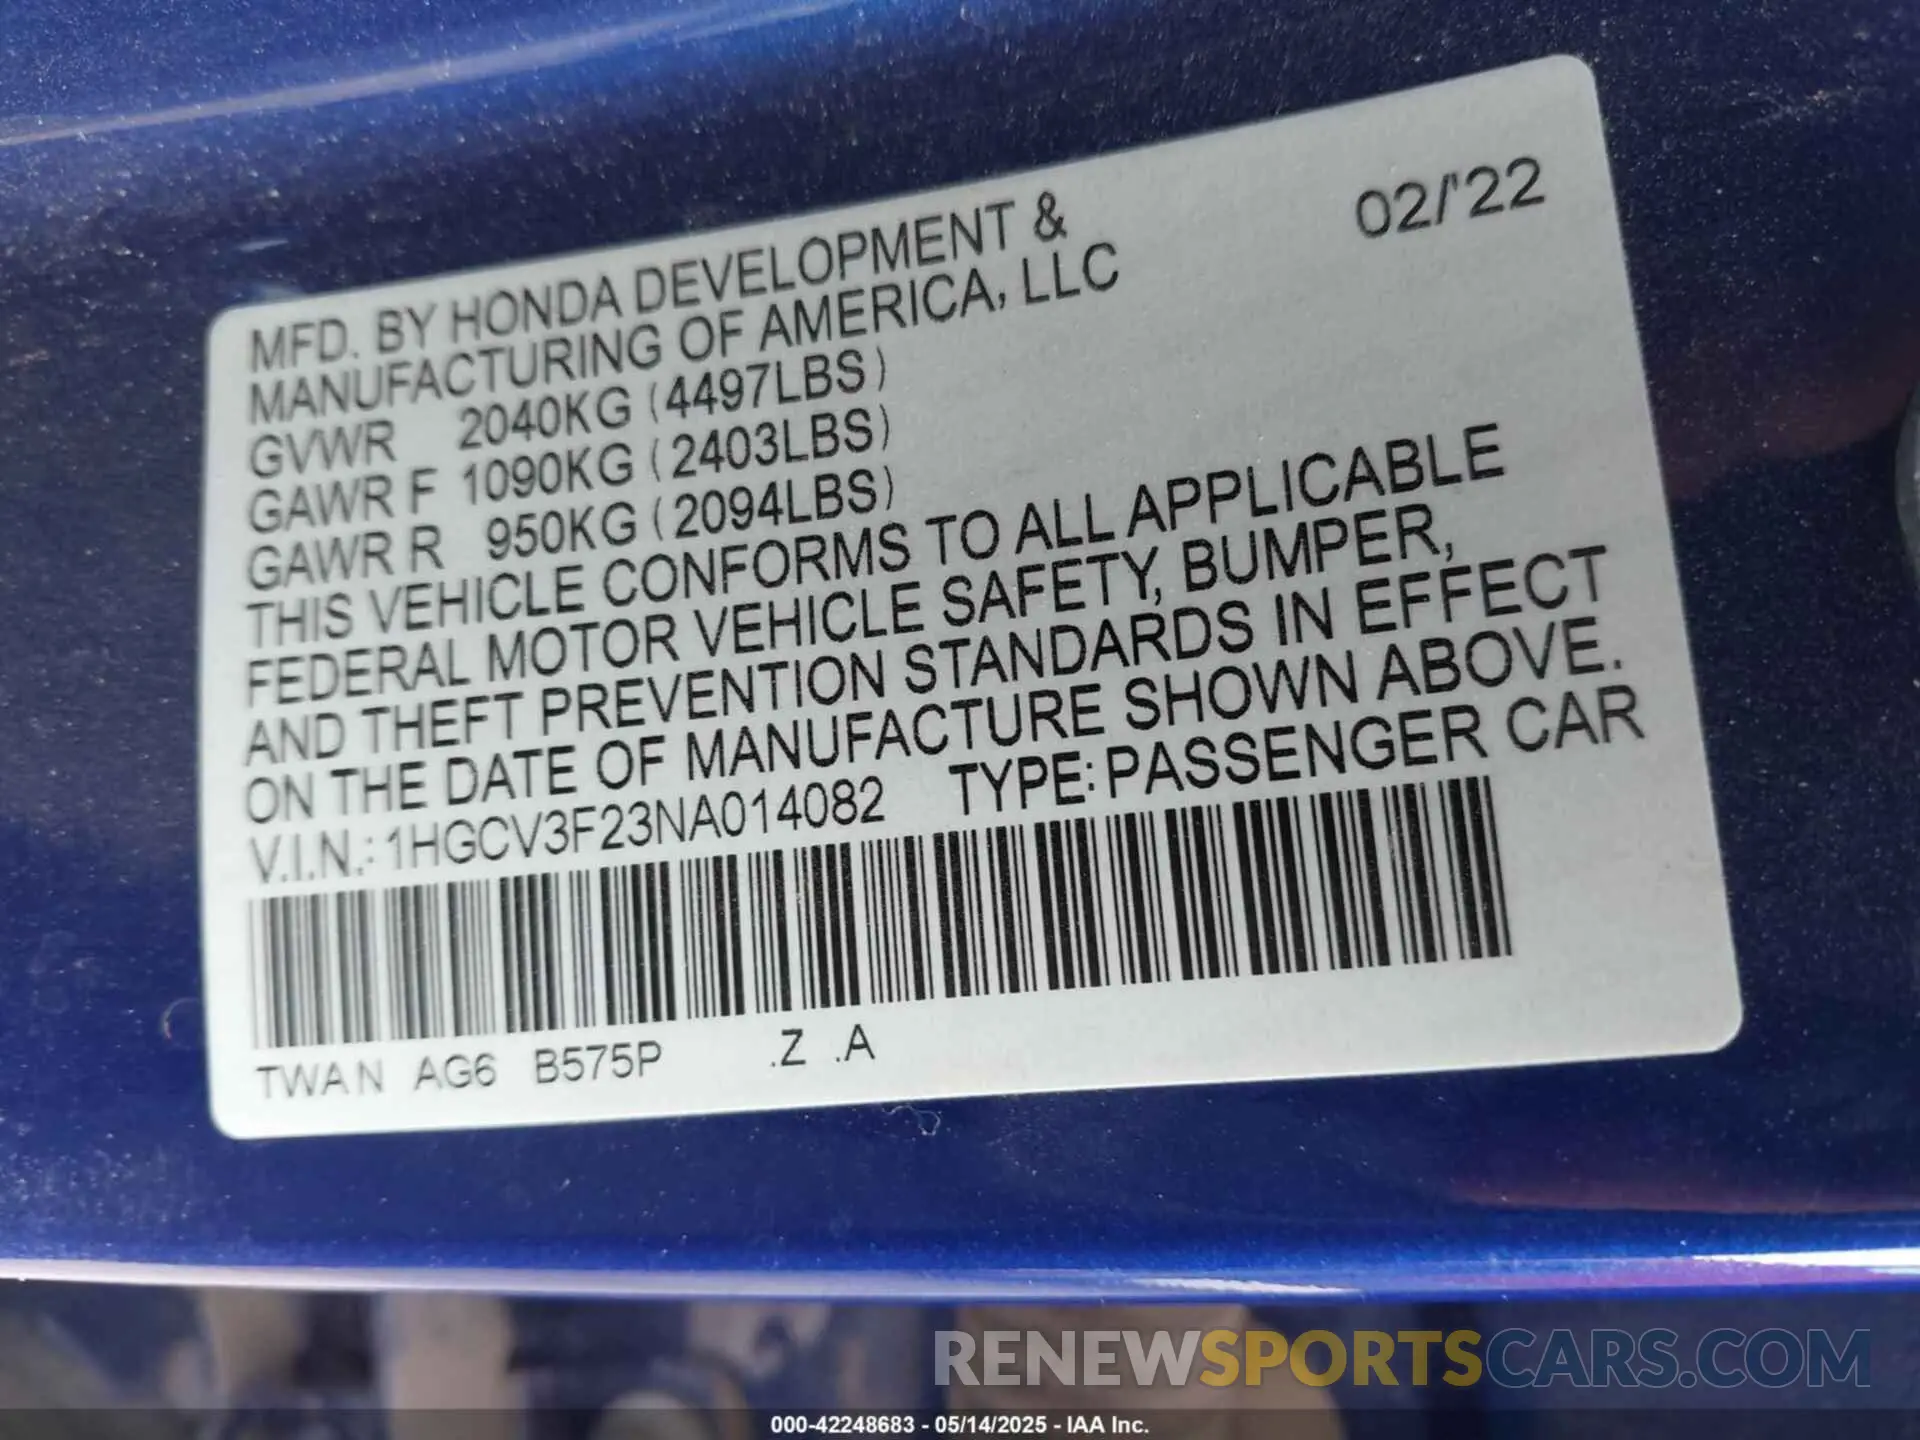 02/'22
MFD. BY HONDA DEVELOPMENT &
MANUFACTURING OF AMERICA, LLC
GVWR 2040KG (4497LBS)
GAWR F 1090KG (2403LBS)
GAWR R 950KG (2094LBS)
THIS VEHICLE CONFORMS TO ALL APPLICABLE
FEDERAL MOTOR VEHICLE SAFETY, BUMPER,
AND THEFT PREVENTION STANDARDS IN EFFECT
ON THE DATE OF MANUFACTURE SHOWN ABOVE.
V.I.N.: 1HGCV3F23NA014082 TYPE: PASSENGER CAR
TWAN AG6 B575P .Z .A
RENEWSPORTSCARS.COM
000-42248683 - 05/14/2025 - IAA Inc.